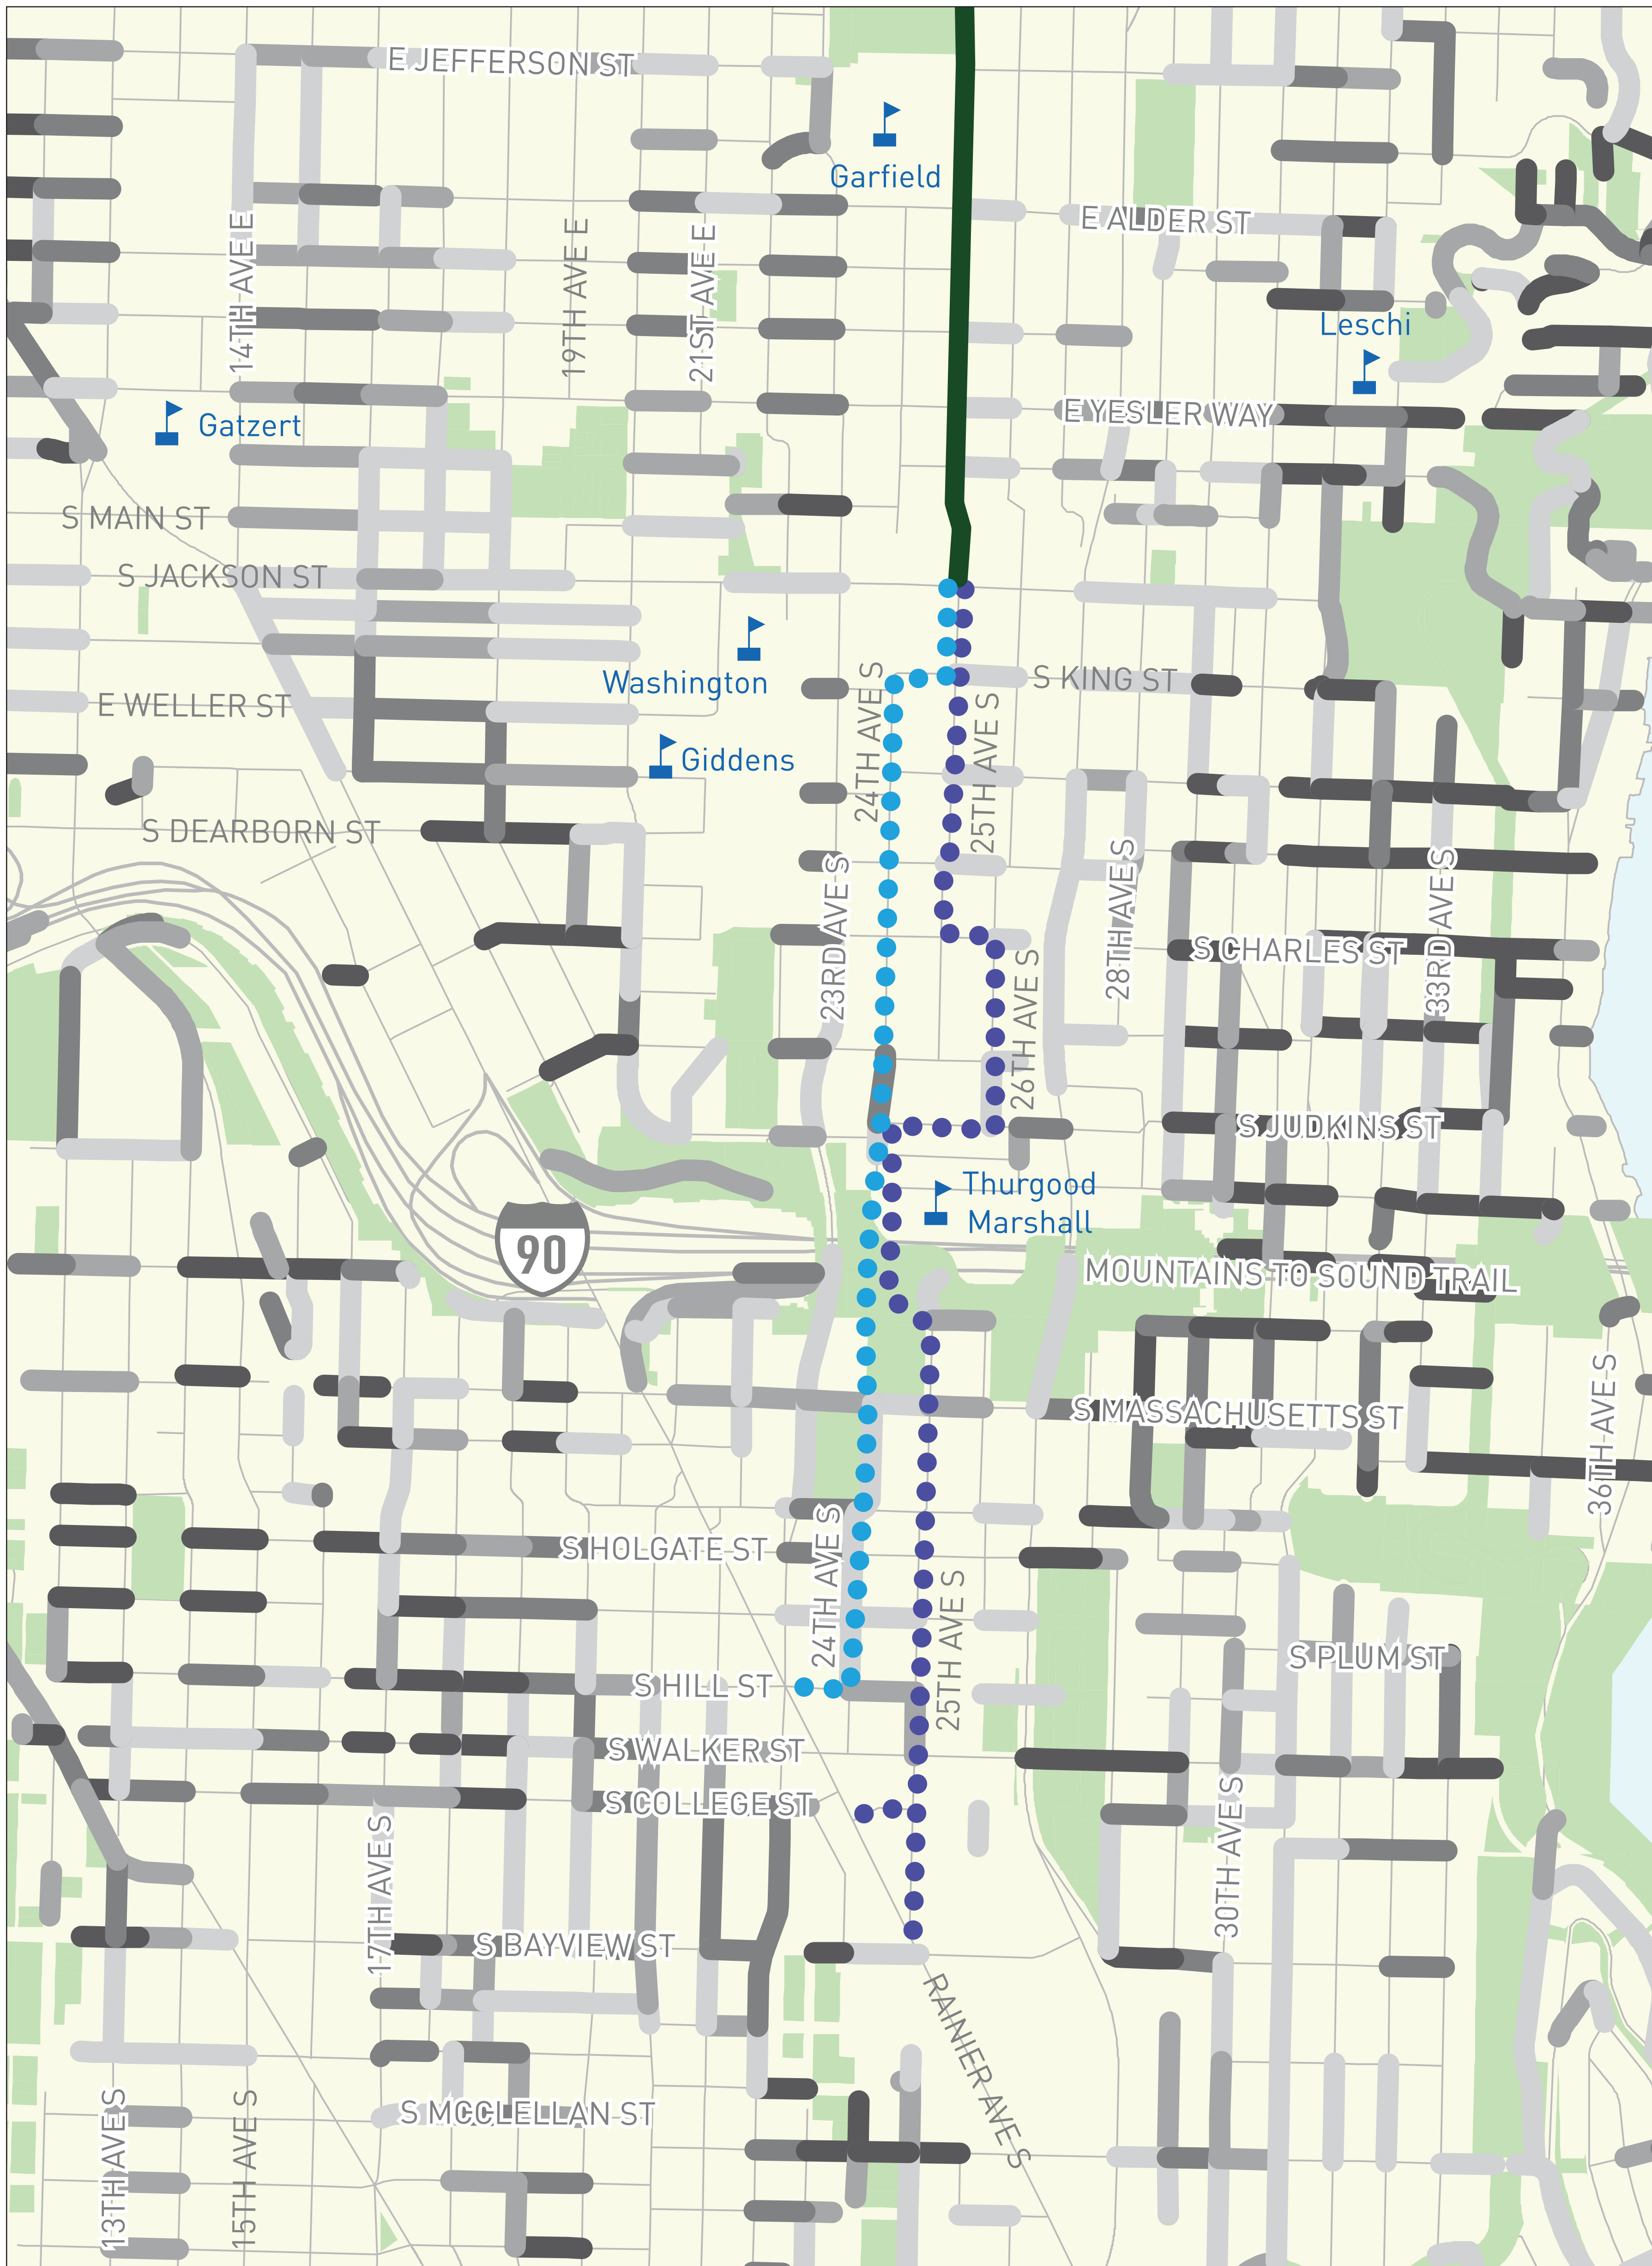 E JEFFERSON ST
Garfield
E ALDER ST
14TH AVE E
19TH AVE E
21ST AVE E
Leschi
E YESLER WAY
Gatzert
S MAIN ST
S JACKSON ST
Washington
24TH AVE S
S KING ST
E WELLER ST
25TH AVE S
Giddens
S DEARBORN ST
23RD AVE S
28TH AVE S
33RD AVE S
S CHARLES ST
26TH AVE S
S JUDKINS ST
Thurgood
Marshall
90
MOUNTAINS TO SOUND TRAIL
S MASSACHUSETTS ST
36TH AVE S
24TH AVE S
S HOLGATE ST
25TH AVE S
S PLUM ST
S HILL ST
S WALKER ST
S COLLEGE ST
30TH AVE S
17TH AVE S
S BAYVIEW ST
RAINIER AVE S
S MCCLELLAN ST
13TH AVE S
15TH AVE S